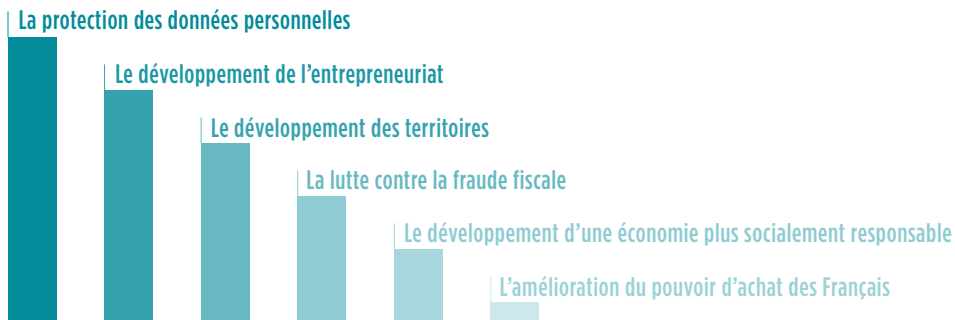 La protection des données personnelles
Le développement de l'entrepreneuriat
Le développement des territoires
La lutte contre la fraude fiscale
Le développement d'une économie plus socialement responsable
L'amélioration du pouvoir d'achat des Français